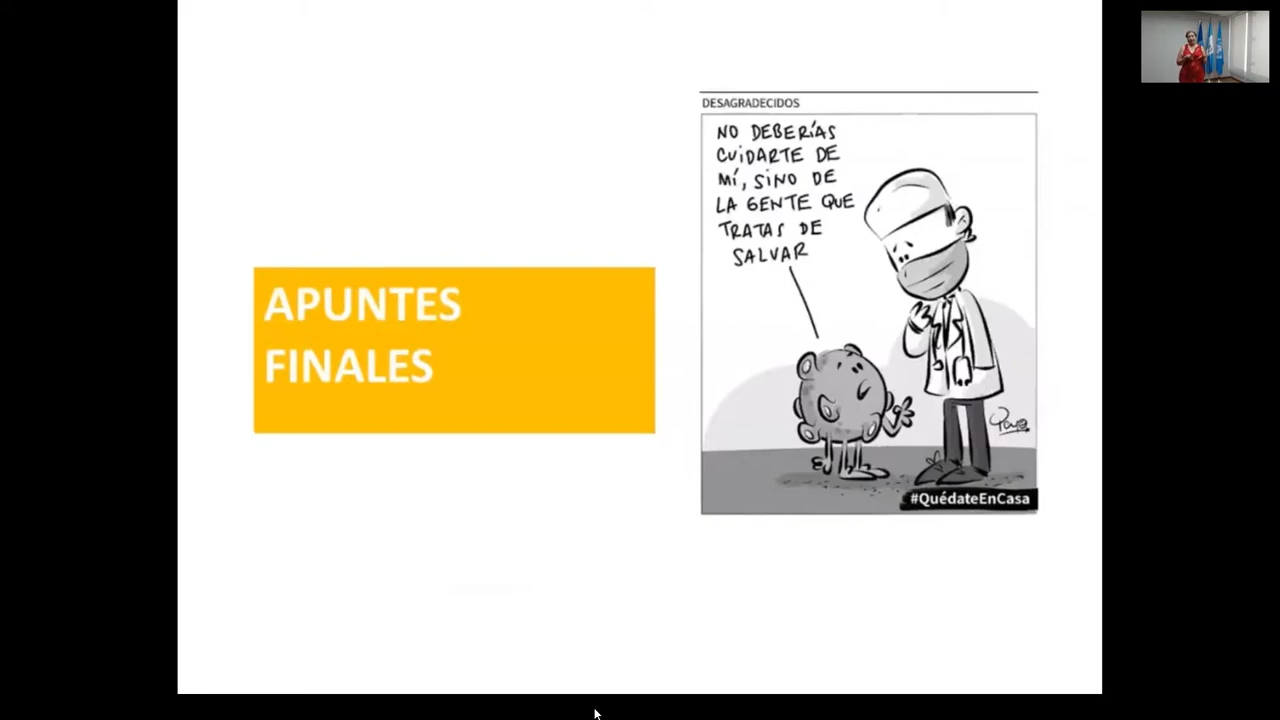 APUNTES
FINALES
DESAGRADECIDOS
NO DEBERÍAS
CUIDARTE DE
MÍ, SINO DE
LA GENTE QUE
TRATAS DE
SALVAR
#QuédateEnCasa